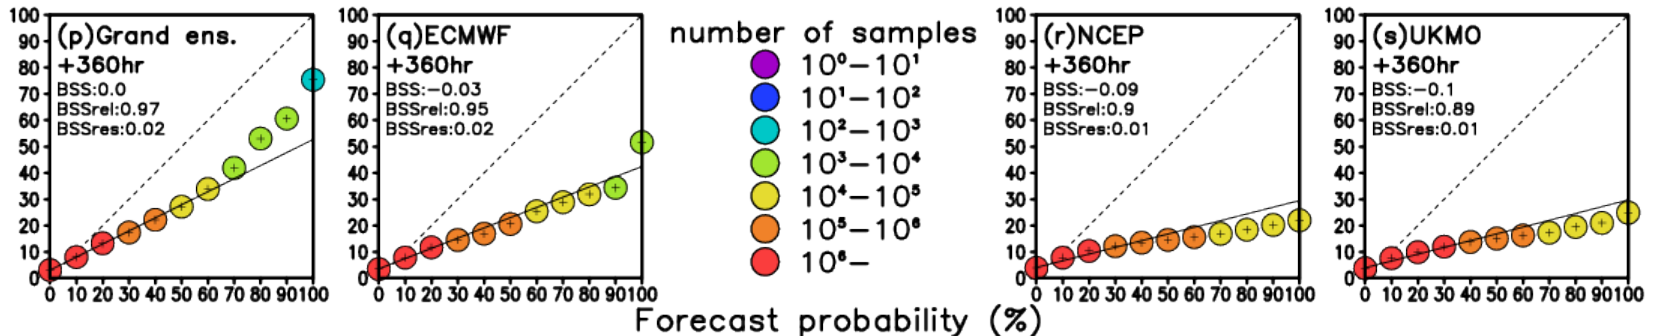 100
90
80
70
60
50
40
30
20
10
0
(p)Grand ens.
+360hr
BSS:0.0
BSSrel:0.97
BSSres:0.02
0 10 20 30 40 50 60 70 80 90100
100
90
80
70
60
50
40
30
20
10
0
(q)ECMWF
+360hr
BSS:−0.03
BSSrel:0.95
BSSres:0.02
0 10 20 30 40 50 60 70 80 90100
number of samples
10⁰−10¹
10¹−10²
10²−10³
10³−10⁴
10⁴−10⁵
10⁵−10⁶
10⁶−
100
90
80
70
60
50
40
30
20
10
0
(r)NCEP
+360hr
BSS:−0.09
BSSrel:0.9
BSSres:0.01
0 10 20 30 40 50 60 70 80 90100
100
90
80
70
60
50
40
30
20
10
0
(s)UKMO
+360hr
BSS:−0.1
BSSrel:0.89
BSSres:0.01
0 10 20 30 40 50 60 70 80 90100
Forecast probability (%)